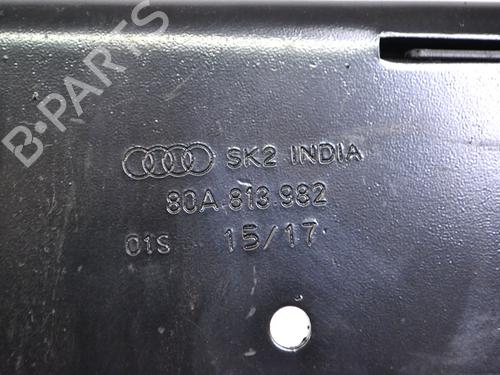 B-PARTS
SK2 INDIA
80A 813 982
01S 15/17